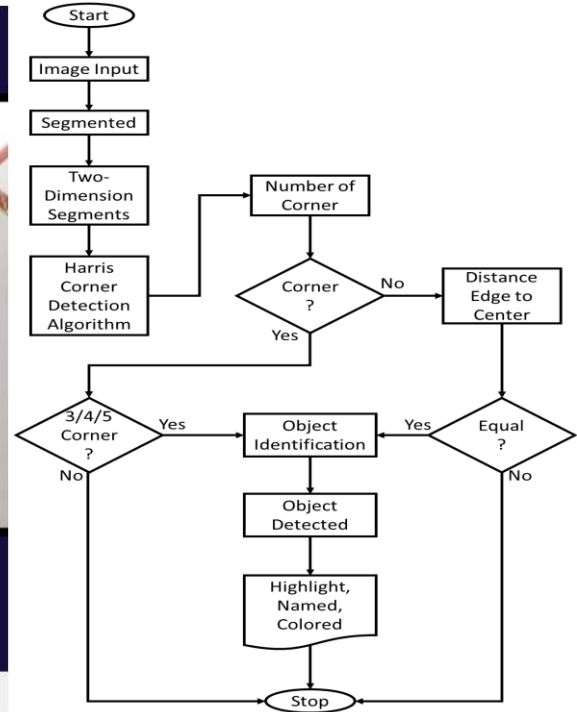 Start
Image Input
Segmented
Two-
Dimension
Segments
Harris
Corner
Detection
Algorithm
Number of
Corner
Corner
?
No
Yes
Distance
Edge to
Center
3/4/5
Corner
?
Yes
No
Object
Identification
Yes
Equal
?
No
Object
Detected
Highlight,
Named,
Colored
Stop